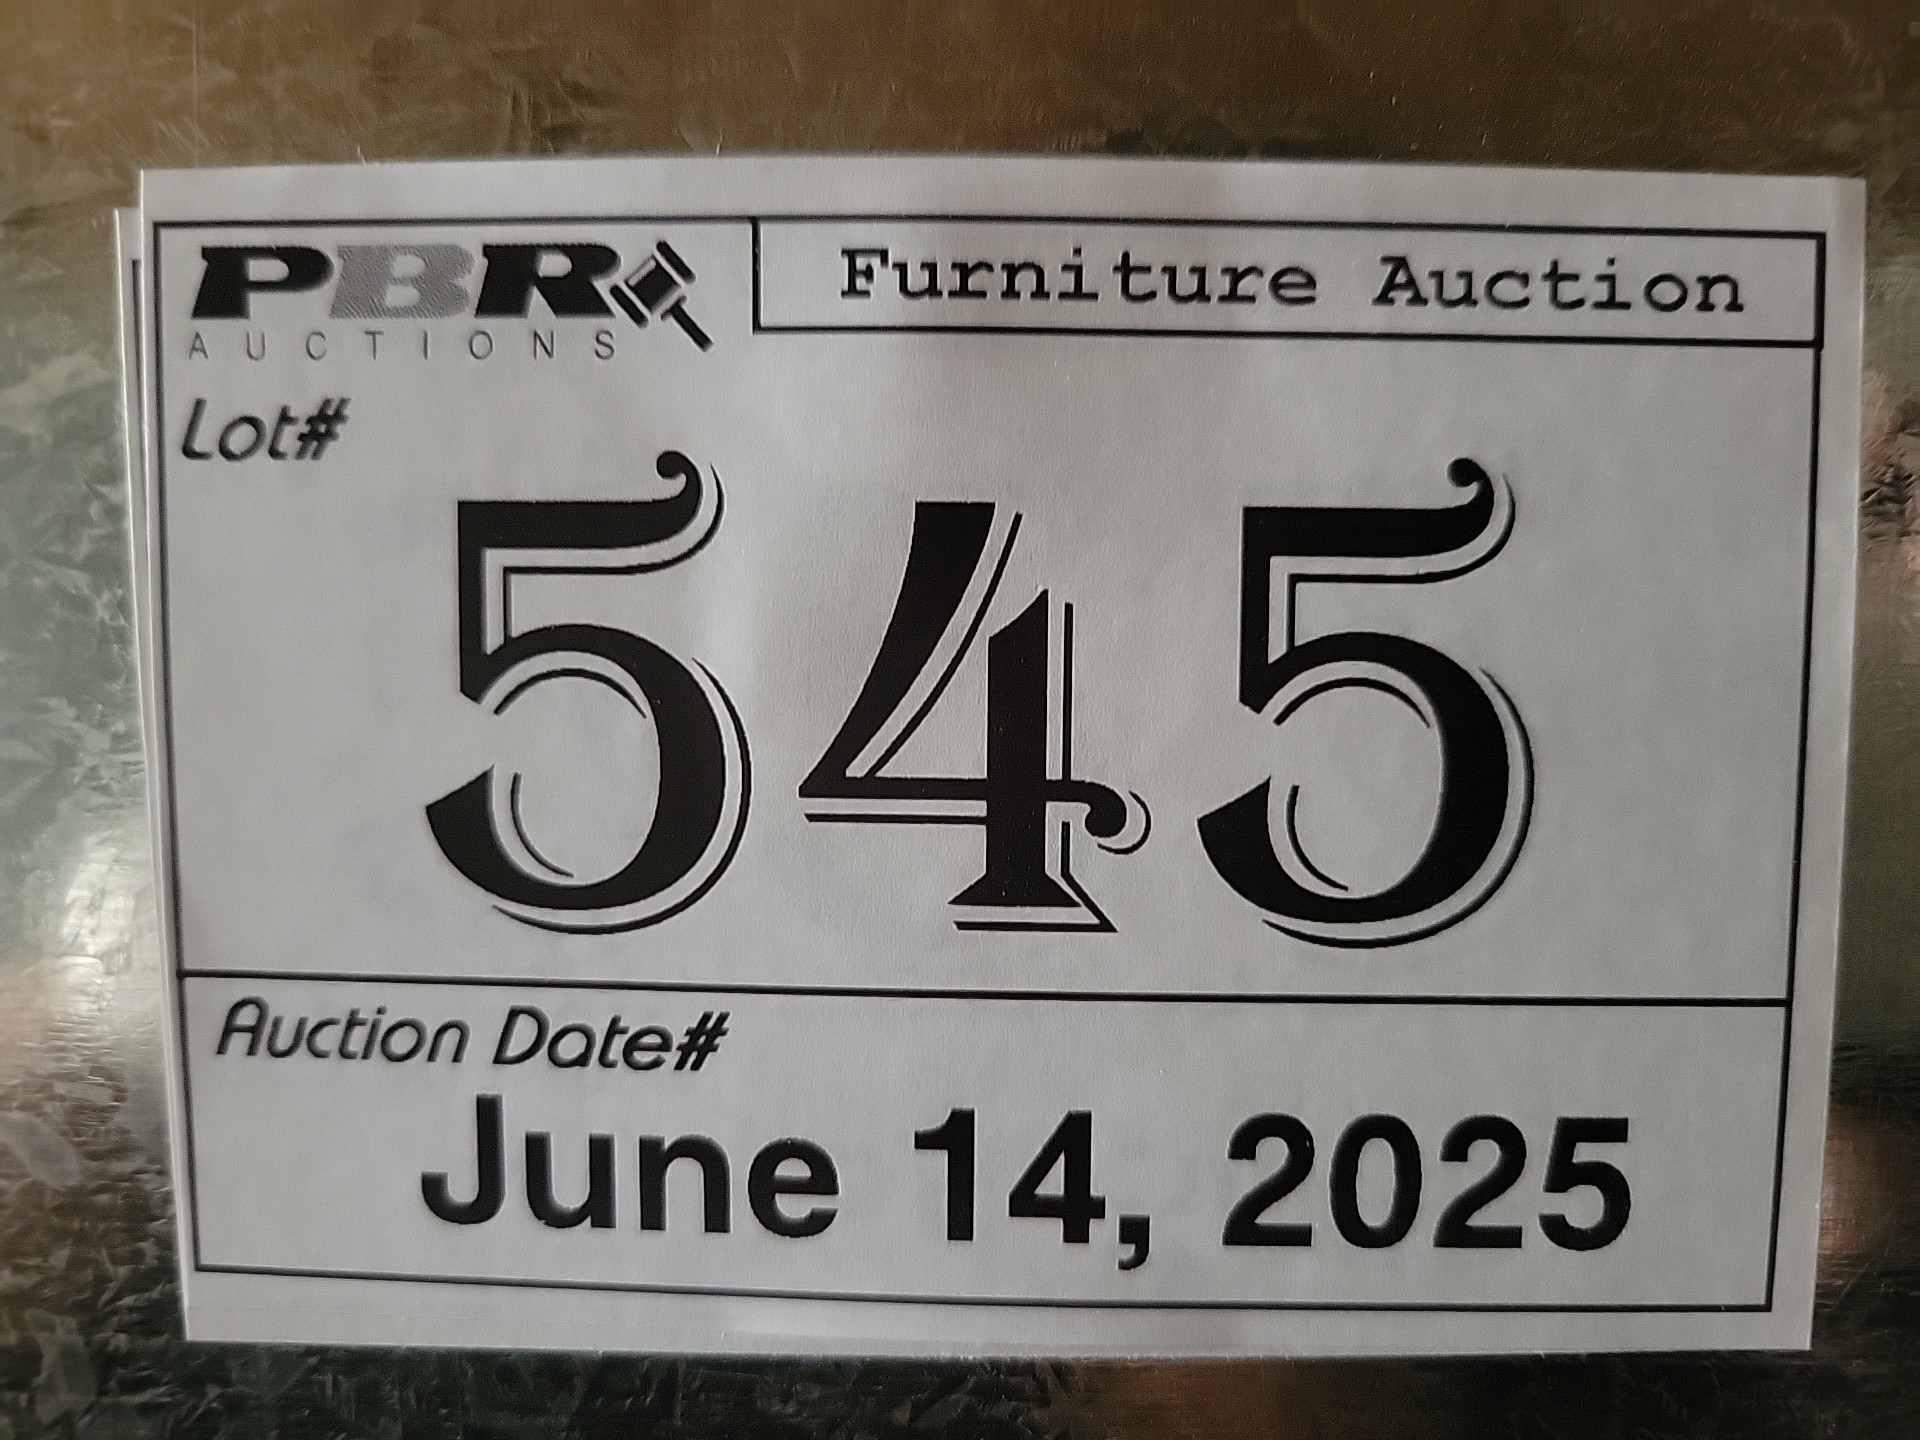 PBR
AUCTIONS
Furniture Auction
Lot#
545
Auction Date#
June 14, 2025